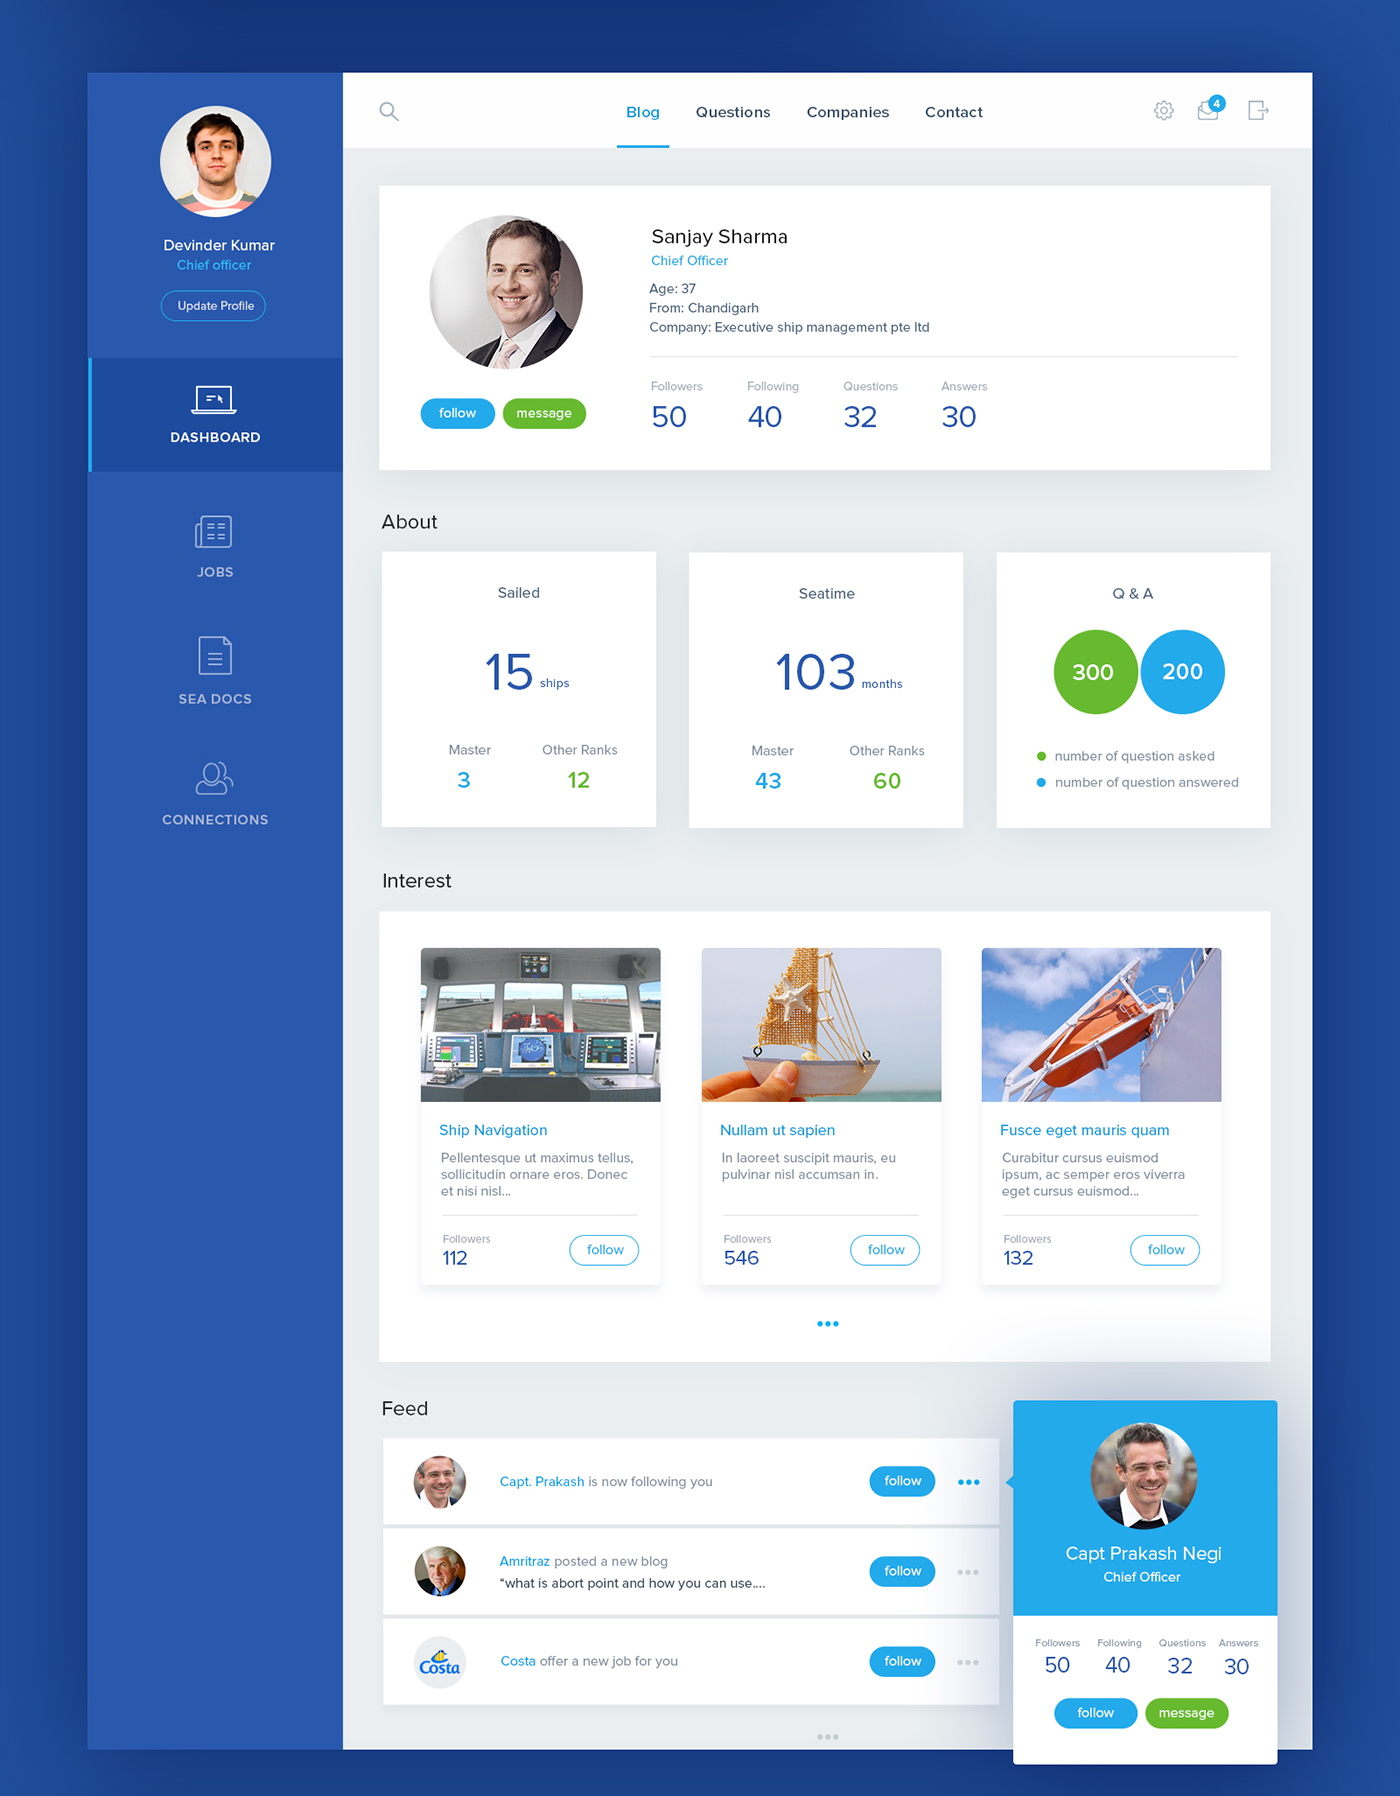 Devinder Kumar
Chief officer
Update Profile
DASHBOARD
JOBS
SEA DOCS
CONNECTIONS
Blog Questions Companies Contact
4
Sanjay Sharma
Chief Officer
Age: 37
From: Chandigarh
Company: Executive ship management pte ltd
follow message
Followers Following Questions Answers
50 40 32 30
About
Sailed
15 ships
Master Other Ranks
3 12
Seatime
103 months
Master Other Ranks
43 60
Q & A
300 200
number of question asked
number of question answered
Interest
Ship Navigation
Pellentesque ut maximus tellus,
sollicitudin ornare eros. Donec
et nisi nisl...
Followers
112
follow
Nullam ut sapien
In laoreet suscipit mauris, eu
pulvinar nisl accumsan in.
Followers
546
follow
Fusce eget mauris quam
Curabitur cursus euismod
ipsum, ac semper eros viverra
eget cursus euismod...
Followers
132
follow
Feed
Capt. Prakash is now following you
follow
Amritraz posted a new blog
“what is abort point and how you can use....
follow
Costa
Costa offer a new job for you
follow
Capt Prakash Negi
Chief Officer
Followers Following Questions Answers
50 40 32 30
follow message